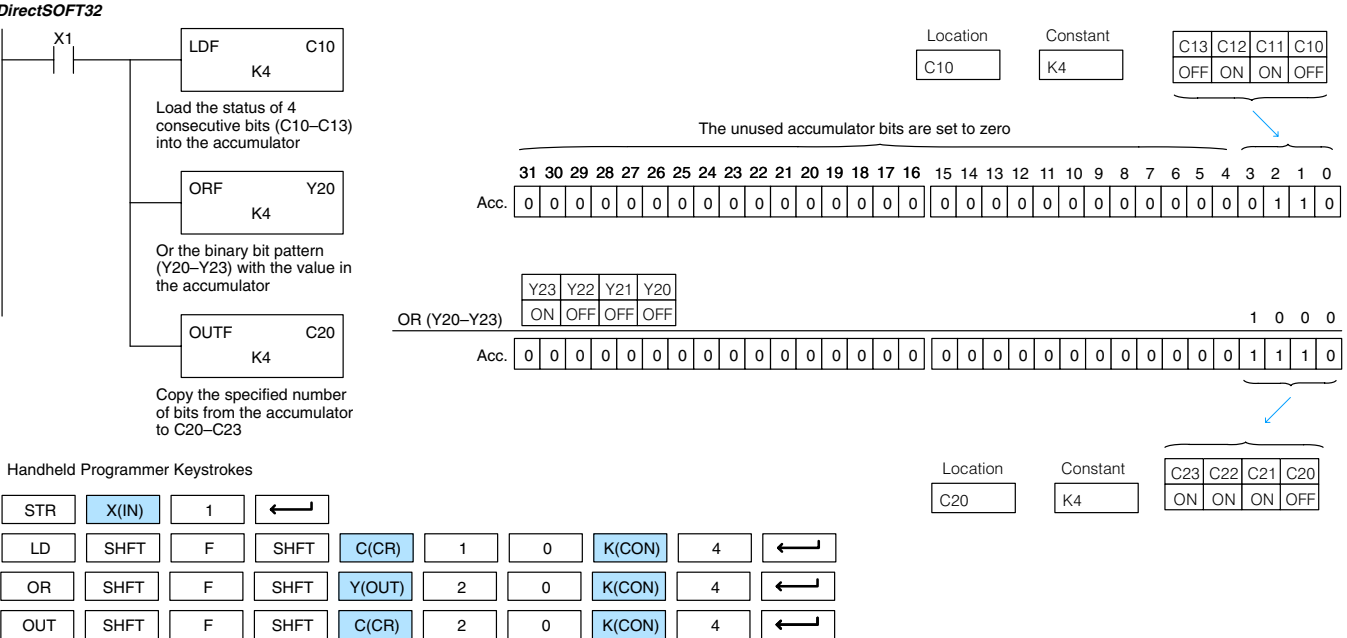 DirectSOFT32
X1
LDF C10
K4
Load the status of 4
consecutive bits (C10–C13)
into the accumulator
ORF Y20
K4
Or the binary bit pattern
(Y20–Y23) with the value in
the accumulator
OUTF C20
K4
Copy the specified number
of bits from the accumulator
to C20–C23
Location Constant
C10 K4
C13 C12 C11 C10
OFF ON ON OFF
The unused accumulator bits are set to zero
31 30 29 28 27 26 25 24 23 22 21 20 19 18 17 16 15 14 13 12 11 10 9 8 7 6 5 4 3 2 1 0
Acc. 0 0 0 0 0 0 0 0 0 0 0 0 0 0 0 0 0 0 0 0 0 0 0 0 0 0 0 0 0 1 1 0
Y23 Y22 Y21 Y20
ON OFF OFF OFF
OR (Y20–Y23) 1 0 0 0
Acc. 0 0 0 0 0 0 0 0 0 0 0 0 0 0 0 0 0 0 0 0 0 0 0 0 0 0 0 0 1 1 1 0
Location Constant
C20 K4
C23 C22 C21 C20
ON ON ON OFF
Handheld Programmer Keystrokes
STR X(IN) 1
LD SHFT F SHFT C(CR) 1 0 K(CON) 4
OR SHFT F SHFT Y(OUT) 2 0 K(CON) 4
OUT SHFT F SHFT C(CR) 2 0 K(CON) 4